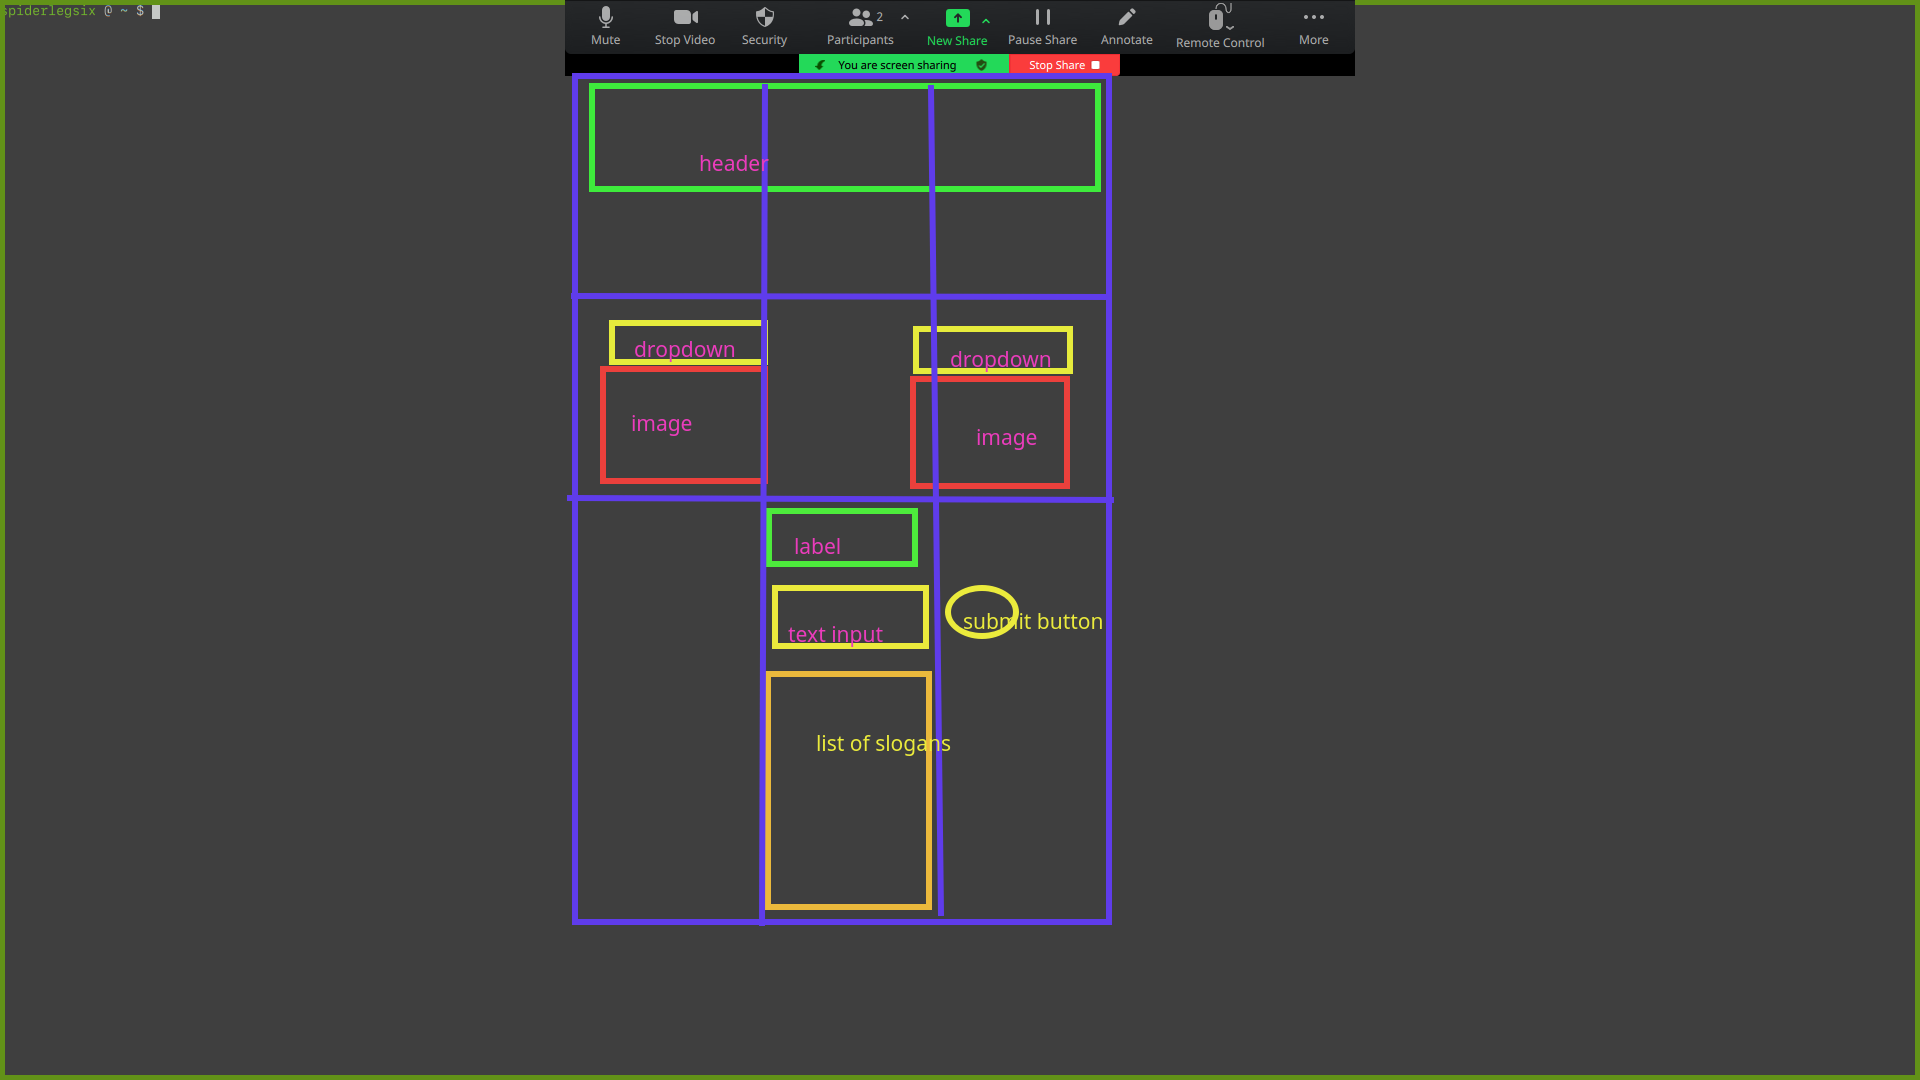 spiderlegsix @ ~ $
2
Mute
Stop Video
Security
Participants
New Share
Pause Share
Annotate
Remote Control
More
You are screen sharing
Stop Share
header
dropdown
dropdown
image
image
label
submit button
text input
list of slogans